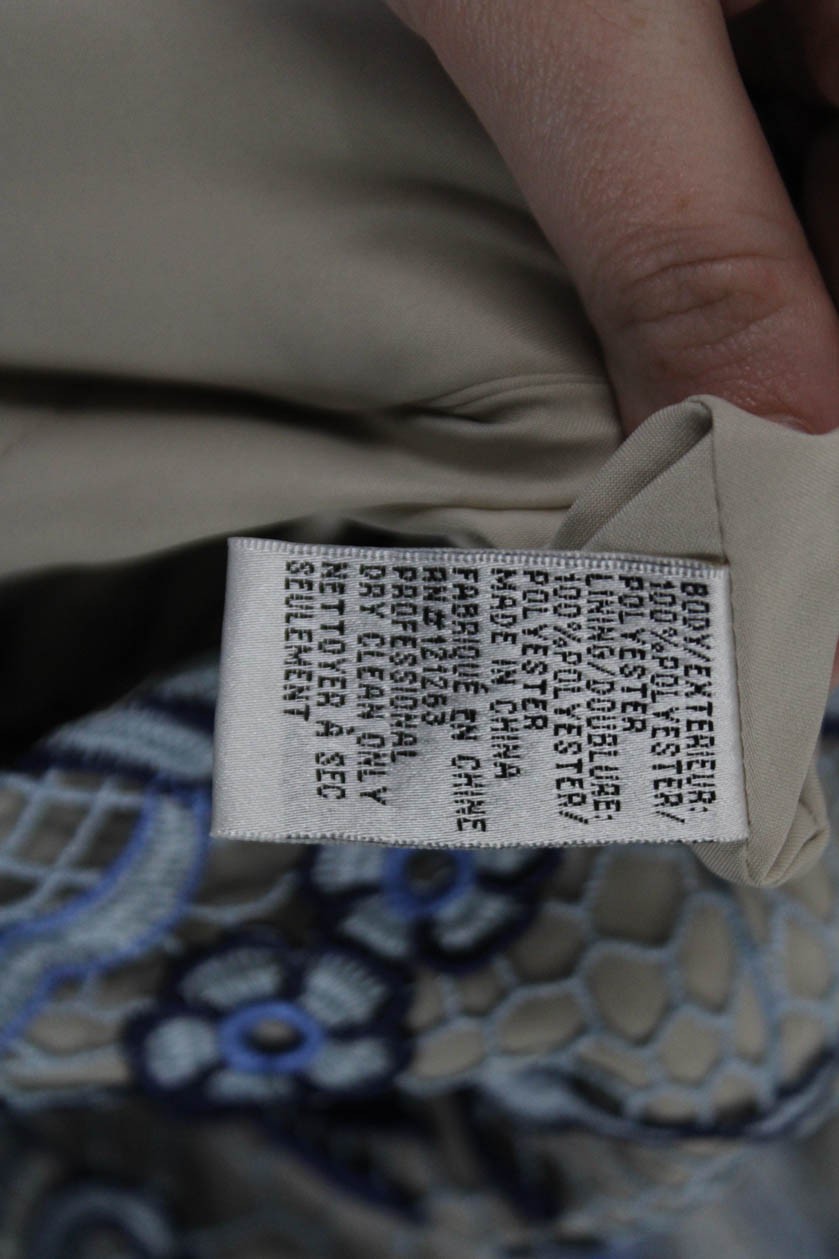 BODY/EXTERIEUR:
100%POLYESTER/
POLYESTER
LINING/DOUBLURE:
100%POLYESTER/
POLYESTER
MADE IN CHINA
FABRIQUÉ EN CHINE
RN#121263
PROFESSIONAL
DRY CLEAN ONLY
NETTOYER À SEC
SEULEMENT